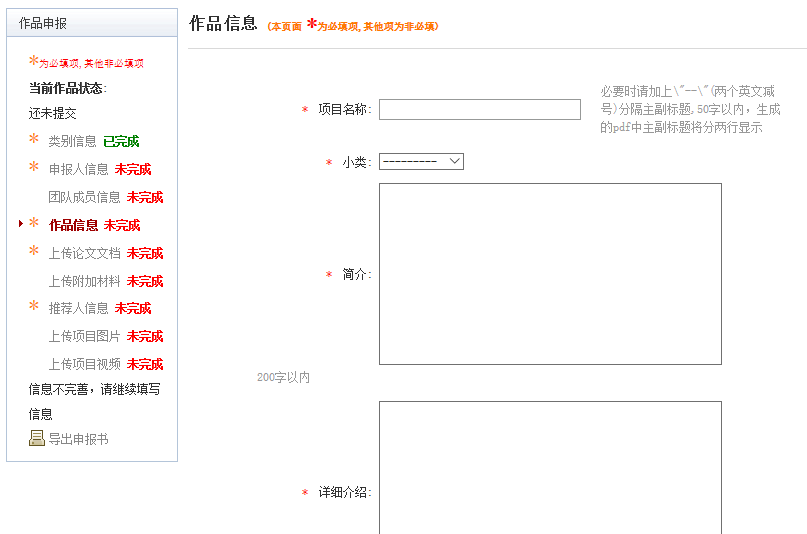 作品申报
*为必填项,其他非必填项
当前作品状态:
还未提交
* 类别信息 已完成
* 申报人信息 未完成
团队成员信息 未完成
* 作品信息 未完成
* 上传论文文档 未完成
上传附加材料 未完成
* 推荐人信息 未完成
上传项目图片 未完成
上传项目视频 未完成
信息不完善，请继续填写
信息
导出申报书
作品信息 (本页面 *为必填项,其他项为非必填)
* 项目名称:
必要时请加上\"--\"(两个英文减
号)分隔主副标题,50字以内，生成
的pdf中主副标题将分两行显示
* 小类: ---------
* 简介:
200字以内
* 详细介绍: